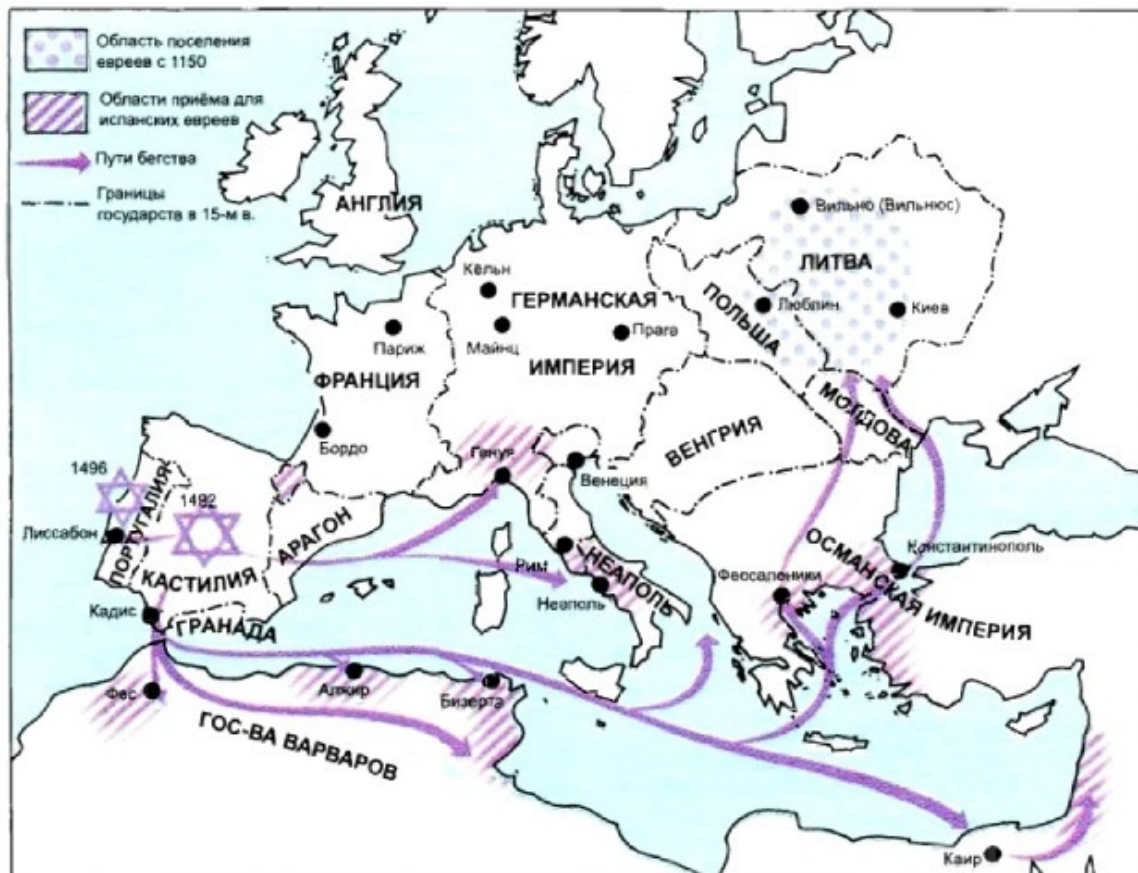 Область поселения
евреев с 1150
Области приёма для
испанских евреев
Пути бегства
Границы
государств в 15-м в.
АНГЛИЯ
Вильно (Вильнюс)
ЛИТВА
Кёльн
ГЕРМАНСКАЯ
ПОЛЬША
Люблин
Киев
Париж
Майнц
Прага
ФРАНЦИЯ
ИМПЕРИЯ
МОЛДОВА
ВЕНГРИЯ
Бордо
Генуя
Венеция
1496
1492
ПОРТУГАЛИЯ
Лиссабон
АРАГОН
КАСТИЛИЯ
Рим
НЕАПОЛЬ
Неаполь
Константинополь
ОСМАНСКАЯ ИМПЕРИЯ
Фессалоники
Кадис
ГРАНАДА
Фес
Алжир
Бизерта
ГОС-ВА ВАРВАРОВ
Каир